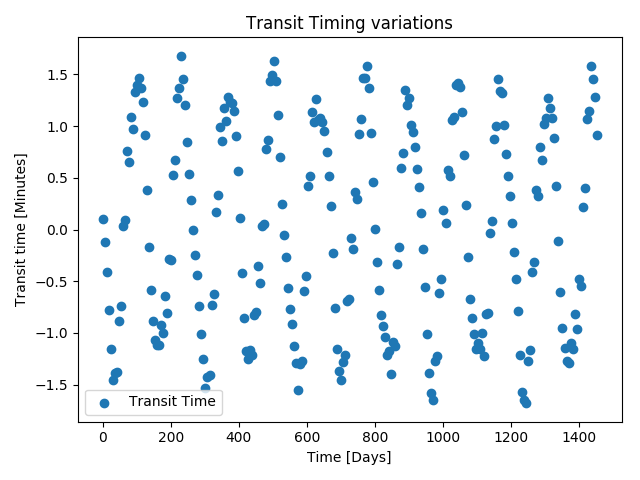 Transit Timing variations
Transit time [Minutes]
1.5
1.0
0.5
0.0
−0.5
−1.0
−1.5
Transit Time
0 200 400 600 800 1000 1200 1400
Time [Days]